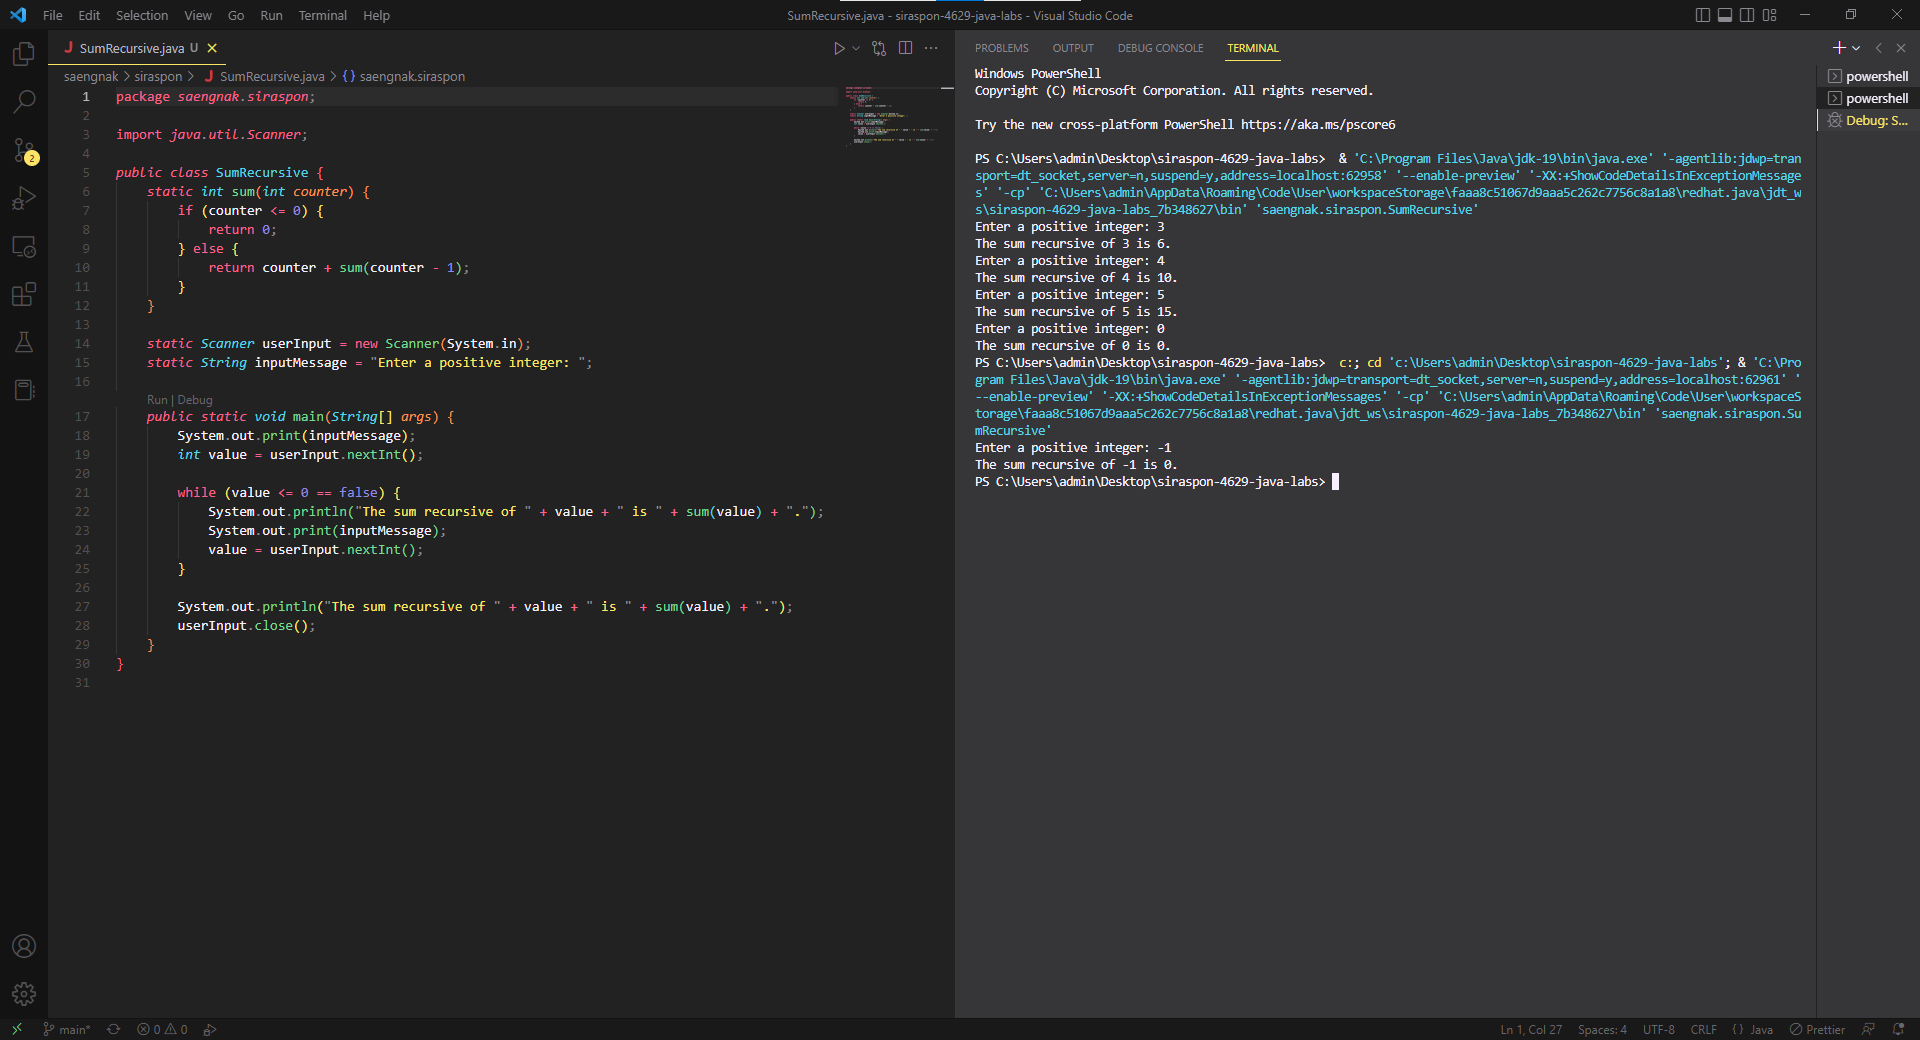 File Edit Selection View Go Run Terminal Help
SumRecursive.java - siraspon-4629-java-labs - Visual Studio Code
SumRecursive.java U
saengnak > siraspon > SumRecursive.java > {} saengnak.siraspon
1 package saengnak.siraspon;
2
3 import java.util.Scanner;
4
5 public class SumRecursive {
6     static int sum(int counter) {
7         if (counter <= 0) {
8             return 0;
9         } else {
10             return counter + sum(counter - 1);
11         }
12     }
13
14     static Scanner userInput = new Scanner(System.in);
15     static String inputMessage = "Enter a positive integer: ";
16
Run | Debug
17     public static void main(String[] args) {
18         System.out.print(inputMessage);
19         int value = userInput.nextInt();
20
21         while (value <= 0 == false) {
22             System.out.println("The sum recursive of " + value + " is " + sum(value) + ".");
23             System.out.print(inputMessage);
24             value = userInput.nextInt();
25         }
26
27         System.out.println("The sum recursive of " + value + " is " + sum(value) + ".");
28         userInput.close();
29     }
30 }
31
PROBLEMS OUTPUT DEBUG CONSOLE TERMINAL
Windows PowerShell
Copyright (C) Microsoft Corporation. All rights reserved.
Try the new cross-platform PowerShell https://aka.ms/pscore6
PS C:\Users\admin\Desktop\siraspon-4629-java-labs>  & 'C:\Program Files\Java\jdk-19\bin\java.exe' '-agentlib:jdwp=tran
sport=dt_socket,server=n,suspend=y,address=localhost:62958' '--enable-preview' '-XX:+ShowCodeDetailsInExceptionMessage
s' '-cp' 'C:\Users\admin\AppData\Roaming\Code\User\workspaceStorage\faaa8c51067d9aaa5c262c7756c8a1a8\redhat.java\jdt_w
s\siraspon-4629-java-labs_7b348627\bin' 'saengnak.siraspon.SumRecursive'
Enter a positive integer: 3
The sum recursive of 3 is 6.
Enter a positive integer: 4
The sum recursive of 4 is 10.
Enter a positive integer: 5
The sum recursive of 5 is 15.
Enter a positive integer: 0
The sum recursive of 0 is 0.
PS C:\Users\admin\Desktop\siraspon-4629-java-labs>  c:; cd 'c:\Users\admin\Desktop\siraspon-4629-java-labs'; & 'C:\Pro
gram Files\Java\jdk-19\bin\java.exe' '-agentlib:jdwp=transport=dt_socket,server=n,suspend=y,address=localhost:62961' '
--enable-preview' '-XX:+ShowCodeDetailsInExceptionMessages' '-cp' 'C:\Users\admin\AppData\Roaming\Code\User\workspaceS
torage\faaa8c51067d9aaa5c262c7756c8a1a8\redhat.java\jdt_ws\siraspon-4629-java-labs_7b348627\bin' 'saengnak.siraspon.Su
mRecursive'
Enter a positive integer: -1
The sum recursive of -1 is 0.
PS C:\Users\admin\Desktop\siraspon-4629-java-labs>
powershell
powershell
Debug: S...
2
main* 0 0
Ln 1, Col 27 Spaces: 4 UTF-8 CRLF {} Java Prettier